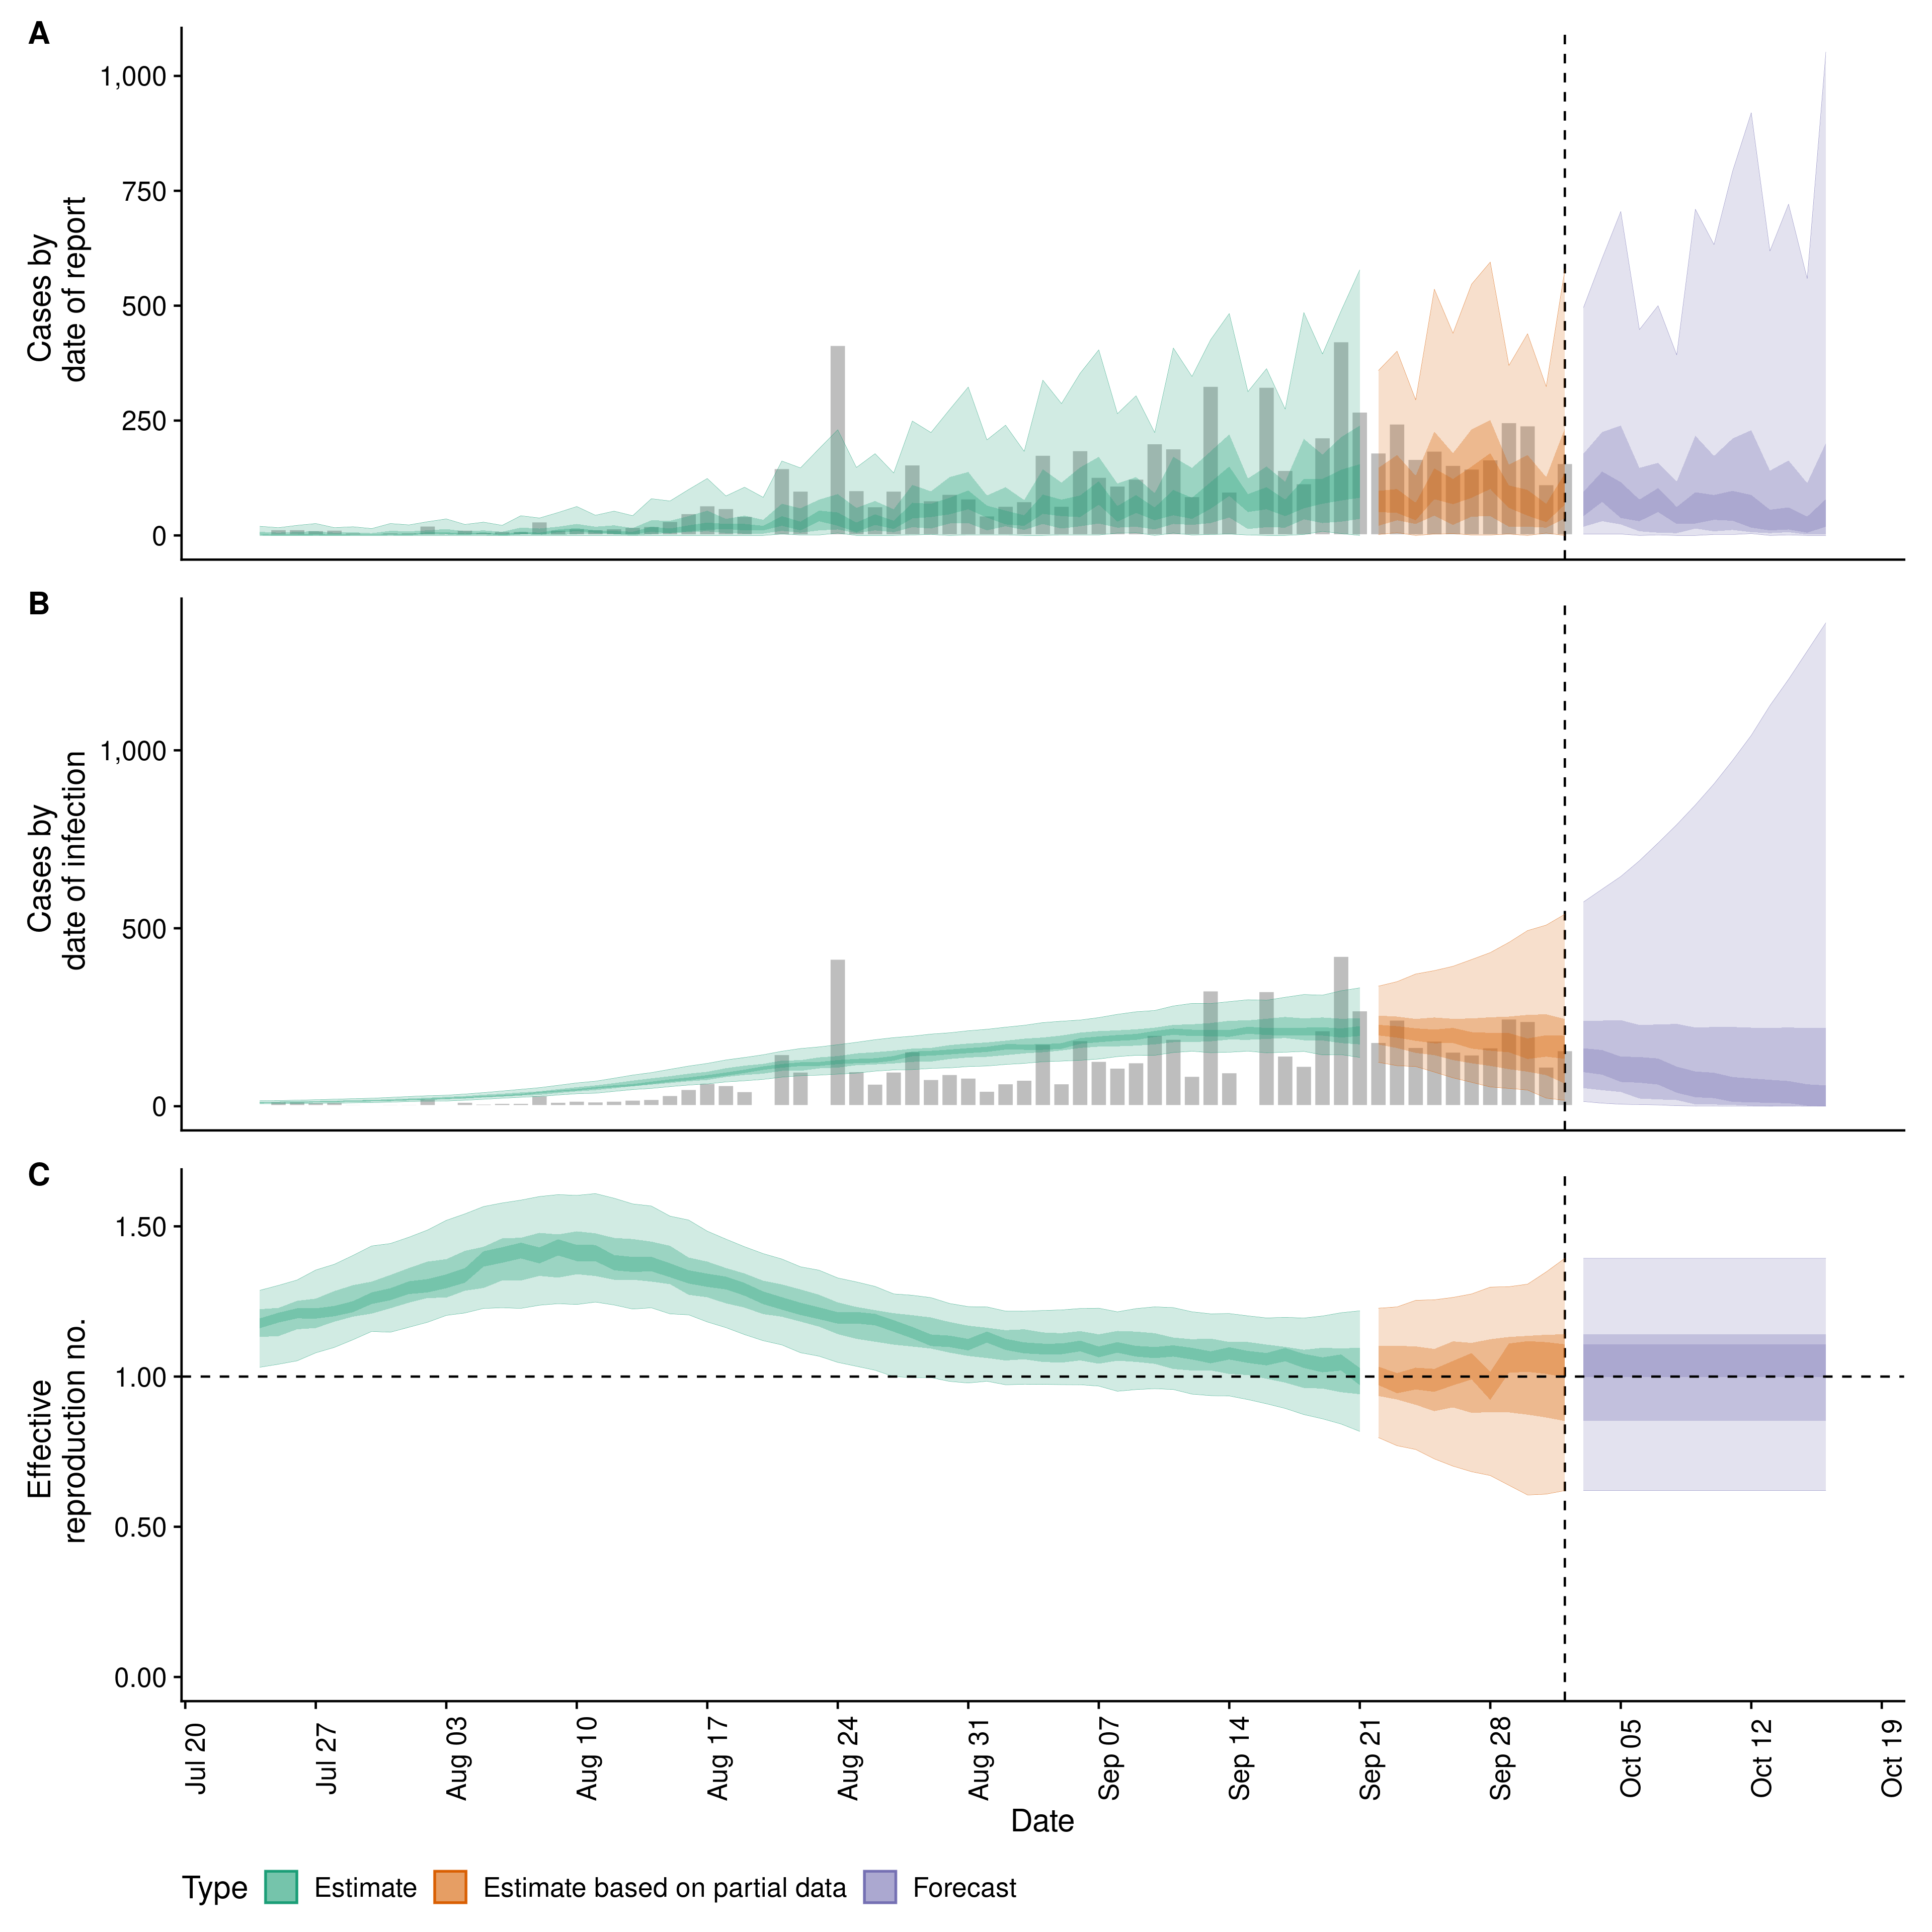 A
Cases by
date of report
1,000
750
500
250
0
B
Cases by
date of infection
1,000
500
0
C
Effective
reproduction no.
1.50
1.00
0.50
0.00
Jul 20
Jul 27
Aug 03
Aug 10
Aug 17
Aug 24
Aug 31
Sep 07
Sep 14
Sep 21
Sep 28
Oct 05
Oct 12
Oct 19
Date
Type Estimate Estimate based on partial data Forecast